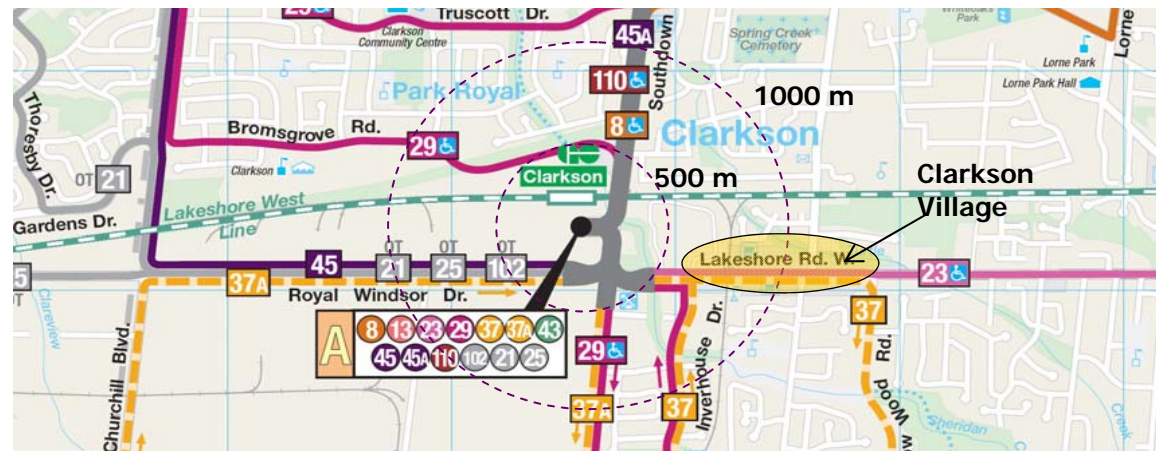 Truscott Dr.
Clarkson
Community Centre
Park Royal
Bromsgrove Rd.
29
Clarkson
Thoresby Dr.
OT 21
Gardens Dr.
Lakeshore West
Line
45A
110
8
Southdown
Spring Creek
Cemetery
Lorne
Lorne Park
Lorne Park Hall
1000 m
Clarkson
Clarkson
500 m
Clarkson
Village
Lakeshore Rd. W.
23
45
OT
21
OT
25
OT
102
37A
Royal Windsor Dr.
A
8 13 23 29 37 37A 43
45 45A 110 102 21 25
29
37A
37
Inverhouse Dr.
37
Rd.
Wood
Sheridan
Creek
Churchill Blvd.
Clareview